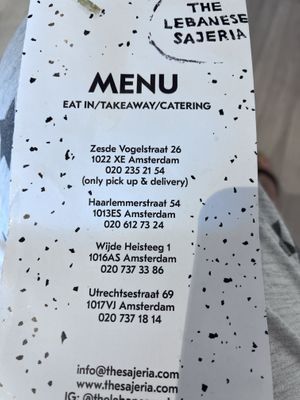 THE
LEBANESE
SAJERIA
MENU
EAT IN/TAKEAWAY/CATERING
Zesde Vogelstraat 26
1022 XE Amsterdam
020 235 21 54
(only pick up & delivery)
Haarlemmerstraat 54
1013ES Amsterdam
020 612 73 24
Wijde Heisteeg 1
1016AS Amsterdam
020 737 33 86
Utrechtsestraat 69
1017VJ Amsterdam
020 737 18 14
info@thesajeria.com
www.thesajeria.com
IG: